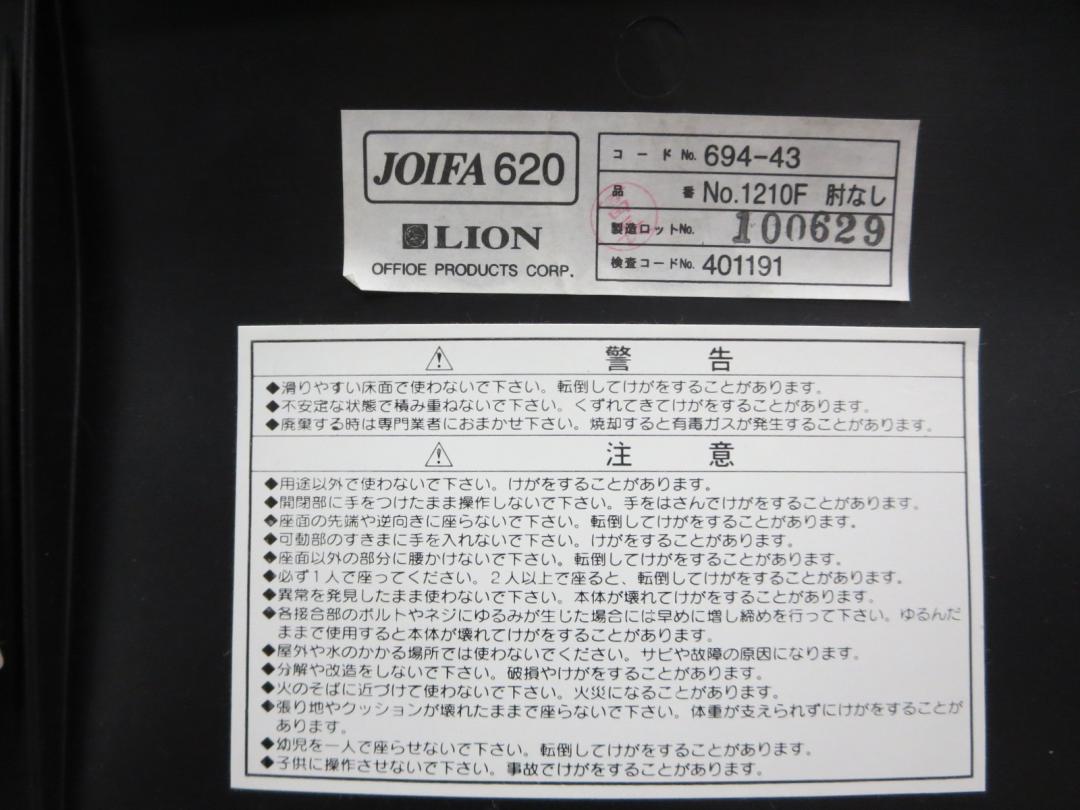 JOIFA 620
LION
OFFIOE PRODUCTS CORP.
コードNo. 694-43
品番 No.1210F 肘なし
製造ロットNo. 100629
検査コードNo. 401191
⚠ 警告
◆滑りやすい床面で使わないで下さい。転倒してけがをすることがあります。
◆不安定な状態で積み重ねないで下さい。くずれてきてけがをすることがあります。
◆廃棄する時は専門業者におまかせ下さい。焼却すると有毒ガスが発生することがあります。
⚠ 注意
◆用途以外で使わないで下さい。けがをすることがあります。
◆開閉部に手をつけたまま操作しないで下さい。手をはさんでけがをすることがあります。
◆座面の先端や逆向きに座らないで下さい。転倒してけがをすることがあります。
◆可動部のすきまに手を入れないで下さい。けがをすることがあります。
◆座面以外の部分に腰かけないで下さい。転倒してけがをすることがあります。
◆必ず1人で座ってください。2人以上で座ると、転倒してけがをすることがあります。
◆異常を発見したまま使わないで下さい。本体が壊れてけがをすることがあります。
◆各接合部のボルトやネジにゆるみが生じた場合には早めに増し締めを行って下さい。ゆるんだ
ままで使用すると本体が壊れてけがをすることがあります。
◆屋外や水のかかる場所では使わないでください。サビや故障の原因になります。
◆分解や改造をしないで下さい。破損やけがをすることがあります。
◆火のそばに近づけて使わないで下さい。火災になることがあります。
◆張り地やクッションが壊れたままで座らないで下さい。体重が支えられずにけがをすることが
あります。
◆幼児を一人で座らせないで下さい。転倒してけがをすることがあります。
◆子供に操作させないで下さい。事故でけがをすることがあります。